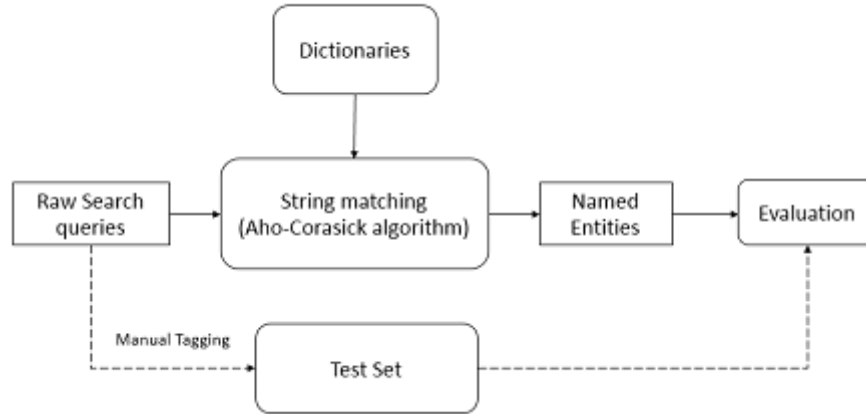 Dictionaries
Raw Search
queries
String matching
(Aho-Corasick algorithm)
Named
Entities
Evaluation
Manual Tagging
Test Set